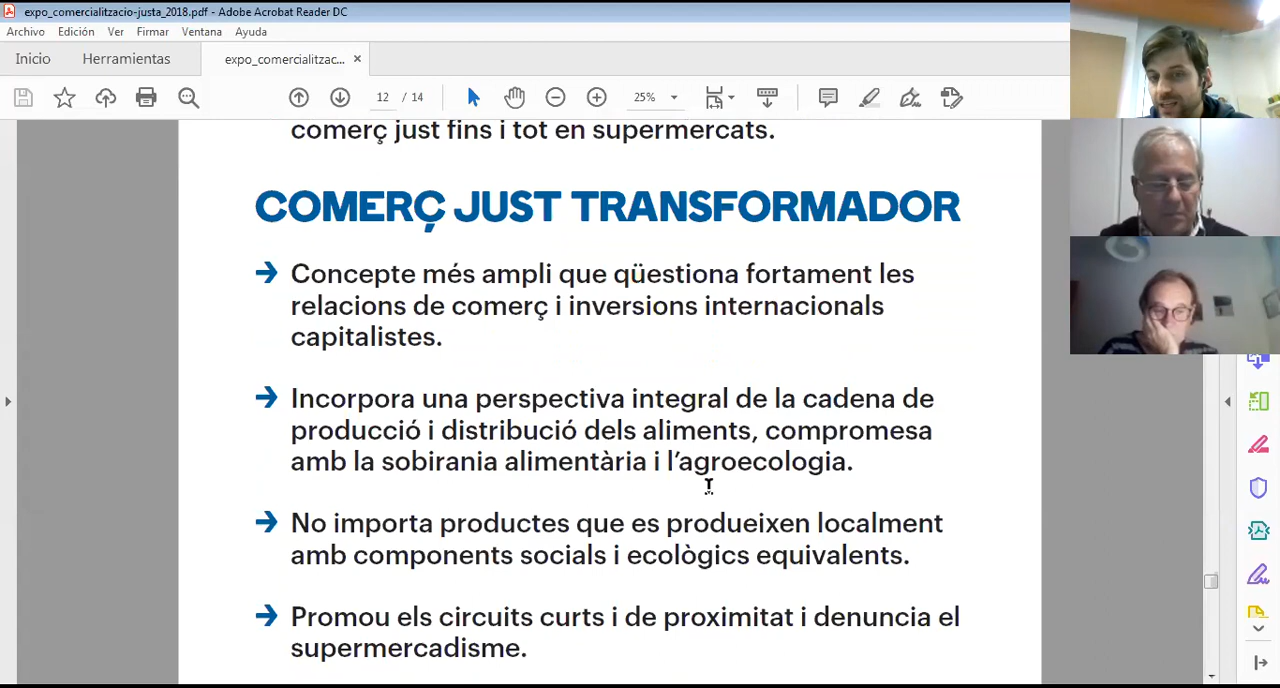 expo_comercialitzacio-justa_2018.pdf - Adobe Acrobat Reader DC
Archivo Edición Ver Firmar Ventana Ayuda
Inicio Herramientas expo_comercialitzac... ×
12 / 14 25%
comerç just fins i tot en supermercats.
COMERÇ JUST TRANSFORMADOR
→ Concepte més ampli que qüestiona fortament les
relacions de comerç i inversions internacionals
capitalistes.
→ Incorpora una perspectiva integral de la cadena de
producció i distribució dels aliments, compromesa
amb la sobirania alimentària i l’agroecologia.
→ No importa productes que es produeixen localment
amb components socials i ecològics equivalents.
→ Promou els circuits curts i de proximitat i denuncia el
supermercadisme.